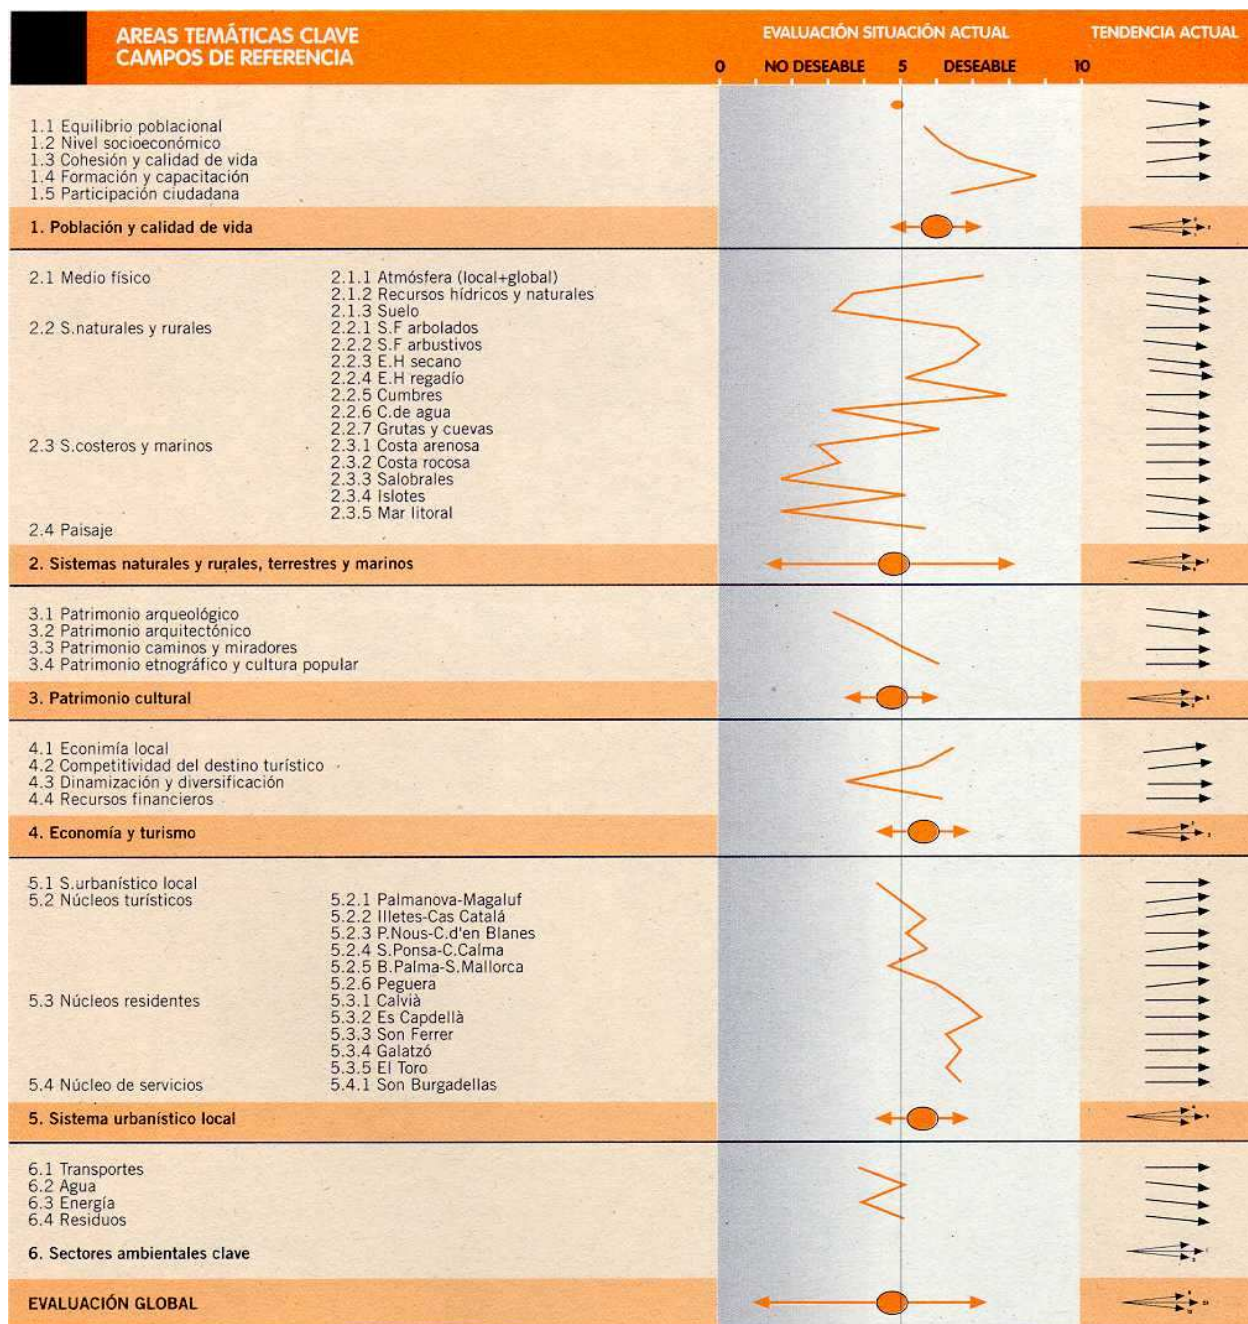 AREAS TEMÁTICAS CLAVE
CAMPOS DE REFERENCIA
EVALUACIÓN SITUACIÓN ACTUAL
TENDENCIA ACTUAL
0 NO DESEABLE 5 DESEABLE 10
1.1 Equilibrio poblacional
1.2 Nivel socioeconómico
1.3 Cohesión y calidad de vida
1.4 Formación y capacitación
1.5 Participación ciudadana
1. Población y calidad de vida
2.1 Medio físico 2.1.1 Atmósfera (local+global)
2.1.2 Recursos hídricos y naturales
2.1.3 Suelo
2.2 S.naturales y rurales 2.2.1 S.F arbolados
2.2.2 S.F arbustivos
2.2.3 E.H secano
2.2.4 E.H regadío
2.2.5 Cumbres
2.2.6 C.de agua
2.2.7 Grutas y cuevas
2.3 S.costeros y marinos 2.3.1 Costa arenosa
2.3.2 Costa rocosa
2.3.3 Salobrales
2.3.4 Islotes
2.3.5 Mar litoral
2.4 Paisaje
2. Sistemas naturales y rurales, terrestres y marinos
3.1 Patrimonio arqueológico
3.2 Patrimonio arquitectónico
3.3 Patrimonio caminos y miradores
3.4 Patrimonio etnográfico y cultura popular
3. Patrimonio cultural
4.1 Econimía local
4.2 Competitividad del destino turístico
4.3 Dinamización y diversificación
4.4 Recursos financieros
4. Economía y turismo
5.1 S.urbanístico local
5.2 Núcleos turísticos 5.2.1 Palmanova-Magaluf
5.2.2 Illetes-Cas Catalá
5.2.3 P.Nous-C.d'en Blanes
5.2.4 S.Ponsa-C.Calma
5.2.5 B.Palma-S.Mallorca
5.2.6 Peguera
5.3 Núcleos residentes 5.3.1 Calvià
5.3.2 Es Capdellà
5.3.3 Son Ferrer
5.3.4 Galatzó
5.3.5 El Toro
5.4 Núcleo de servicios 5.4.1 Son Burgadellas
5. Sistema urbanístico local
6.1 Transportes
6.2 Agua
6.3 Energía
6.4 Residuos
6. Sectores ambientales clave
EVALUACIÓN GLOBAL